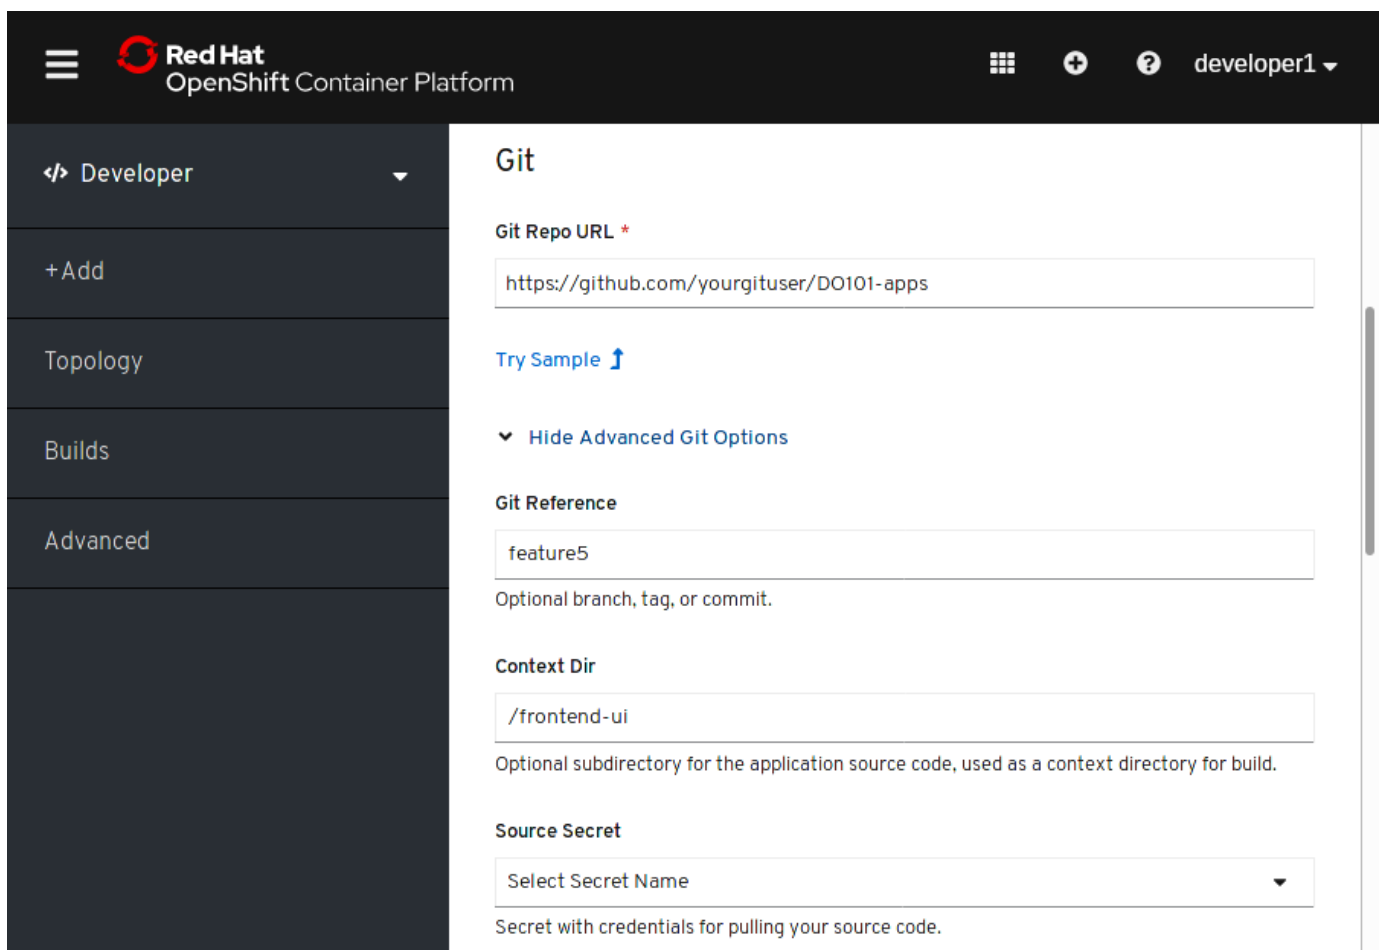 Red Hat
OpenShift Container Platform
developer1
Developer
+Add
Topology
Builds
Advanced
Git
Git Repo URL *
https://github.com/yourgituser/DO101-apps
Try Sample
Hide Advanced Git Options
Git Reference
feature5
Optional branch, tag, or commit.
Context Dir
/frontend-ui
Optional subdirectory for the application source code, used as a context directory for build.
Source Secret
Select Secret Name
Secret with credentials for pulling your source code.